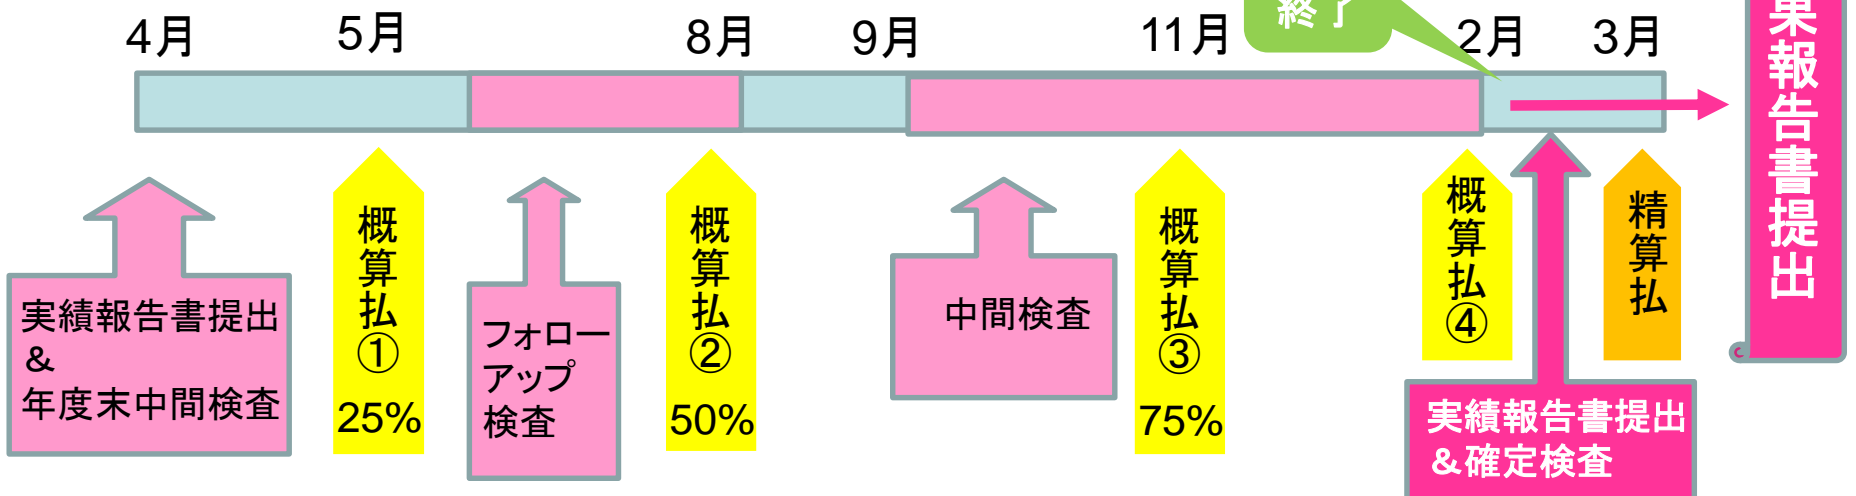 4月
5月
8月
9月
11月
終了
2月
3月
果報告書提出
実績報告書提出
&
年度末中間検査
概算払①
25%
フォロー
アップ
検査
概算払②
50%
中間検査
概算払③
75%
概算払④
精算払
実績報告書提出
&確定検査